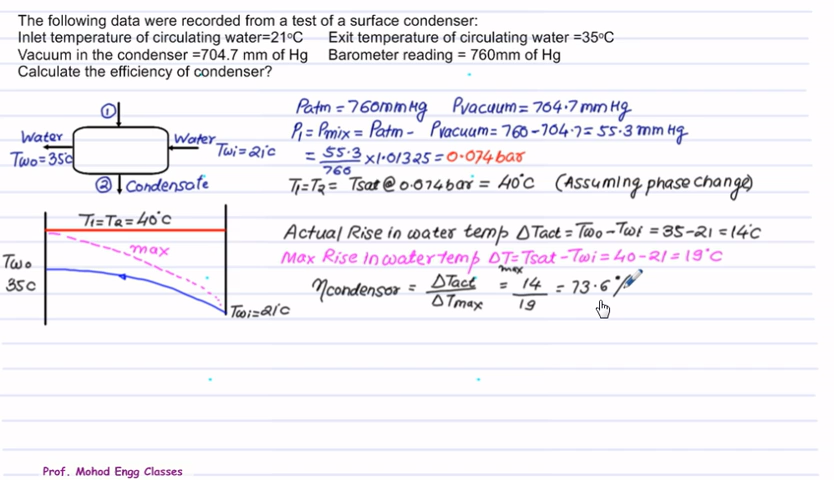 The following data were recorded from a test of a surface condenser:
Inlet temperature of circulating water=21°C Exit temperature of circulating water =35°C
Vacuum in the condenser =704.7 mm of Hg Barometer reading = 760mm of Hg
Calculate the efficiency of condenser?
①
Water
Two=35c
Water
Twi=21c
② Condensate
Patm = 760mmHg Pvacuum = 704.7 mmHg
P1 = Pmix = Patm - Pvacuum = 760-704.7 = 55.3 mmHg
= 55.3/760 x1.01325 = 0.074 bar
T1=T2= Tsat @ 0.074 bar = 40°C (Assuming phase change)
T1=T2=40°C
max
Two
35c
Twi=21c
Actual Rise in water temp ΔTact = Two-Twi = 35-21 = 14°C
Max Rise in water temp ΔTmax = Tsat-Twi = 40-21 = 19°C
ηcondensor = ΔTact/ΔTmax = 14/19 = 73.6%
Prof. Mohod Engg Classes